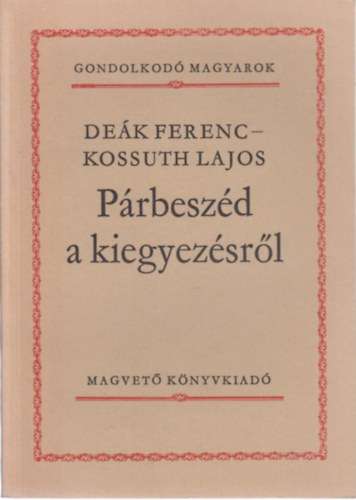 GONDOLKODÓ MAGYAROK
DEÁK FERENC–
KOSSUTH LAJOS
Párbeszéd
a kiegyezésről
MAGVETŐ KÖNYVKIADÓ